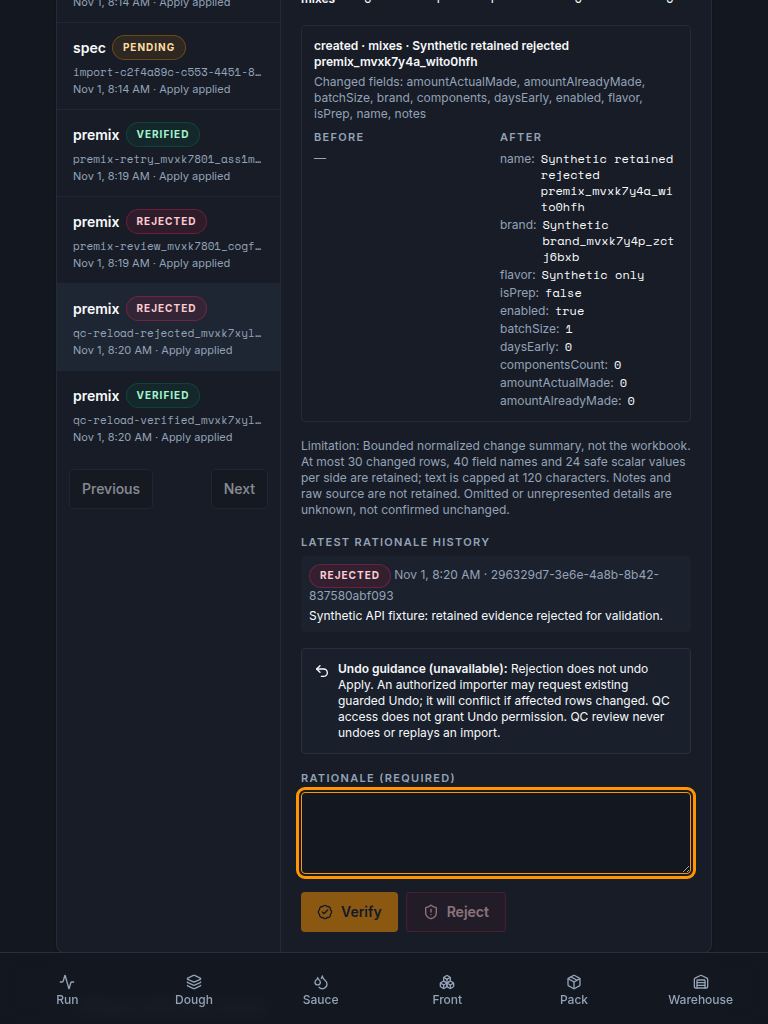 Nov 1, 8:14 AM · Apply applied
spec PENDING
import-c2f4a89c-c553-4451-8…
Nov 1, 8:14 AM · Apply applied
premix VERIFIED
premix-retry_mvxk7801_ass1m…
Nov 1, 8:19 AM · Apply applied
premix REJECTED
premix-review_mvxk7801_cogf…
Nov 1, 8:19 AM · Apply applied
premix REJECTED
qc-reload-rejected_mvxk7xyl…
Nov 1, 8:20 AM · Apply applied
premix VERIFIED
qc-reload-verified_mvxk7xyl…
Nov 1, 8:20 AM · Apply applied
Previous
Next
created · mixes · Synthetic retained rejected
premix_mvxk7y4a_wito0hfh
Changed fields: amountActualMade, amountAlreadyMade,
batchSize, brand, components, daysEarly, enabled, flavor,
isPrep, name, notes
BEFORE
—
AFTER
name: Synthetic retained
rejected
premix_mvxk7y4a_wi
to0hfh
brand: Synthetic
brand_mvxk7y4p_zct
j6bxb
flavor: Synthetic only
isPrep: false
enabled: true
batchSize: 1
daysEarly: 0
componentsCount: 0
amountActualMade: 0
amountAlreadyMade: 0
Limitation: Bounded normalized change summary, not the workbook.
At most 30 changed rows, 40 field names and 24 safe scalar values
per side are retained; text is capped at 120 characters. Notes and
raw source are not retained. Omitted or unrepresented details are
unknown, not confirmed unchanged.
LATEST RATIONALE HISTORY
REJECTED Nov 1, 8:20 AM · 296329d7-3e6e-4a8b-8b42-
837580abf093
Synthetic API fixture: retained evidence rejected for validation.
Undo guidance (unavailable): Rejection does not undo
Apply. An authorized importer may request existing
guarded Undo; it will conflict if affected rows changed. QC
access does not grant Undo permission. QC review never
undoes or replays an import.
RATIONALE (REQUIRED)
Verify
Reject
Run
Dough
Sauce
Front
Pack
Warehouse